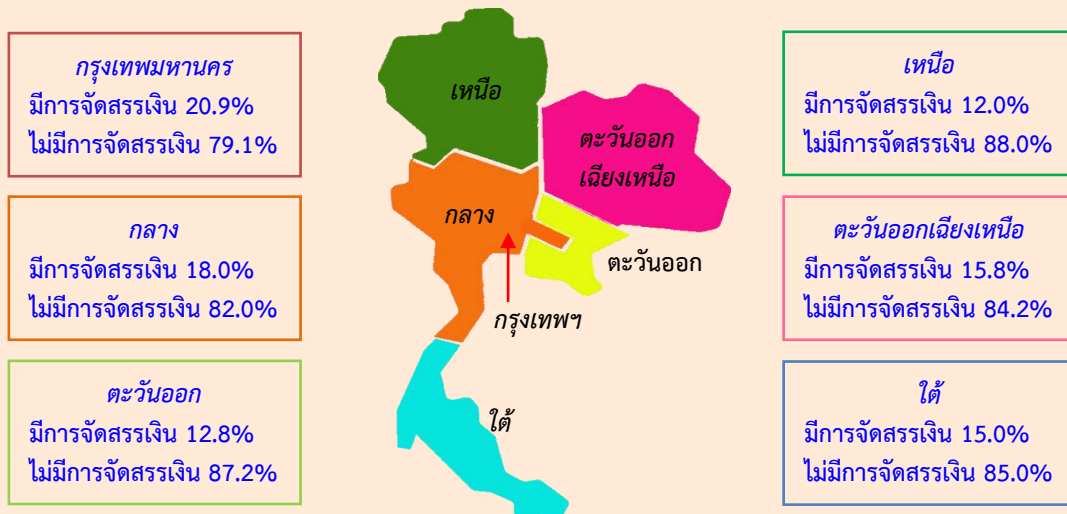 กรุงเทพมหานคร
มีการจัดสรรเงิน 20.9%
ไม่มีการจัดสรรเงิน 79.1%
กลาง
มีการจัดสรรเงิน 18.0%
ไม่มีการจัดสรรเงิน 82.0%
ตะวันออก
มีการจัดสรรเงิน 12.8%
ไม่มีการจัดสรรเงิน 87.2%
เหนือ
ตะวันออก
เฉียงเหนือ
กลาง
ตะวันออก
กรุงเทพฯ
ใต้
เหนือ
มีการจัดสรรเงิน 12.0%
ไม่มีการจัดสรรเงิน 88.0%
ตะวันออกเฉียงเหนือ
มีการจัดสรรเงิน 15.8%
ไม่มีการจัดสรรเงิน 84.2%
ใต้
มีการจัดสรรเงิน 15.0%
ไม่มีการจัดสรรเงิน 85.0%